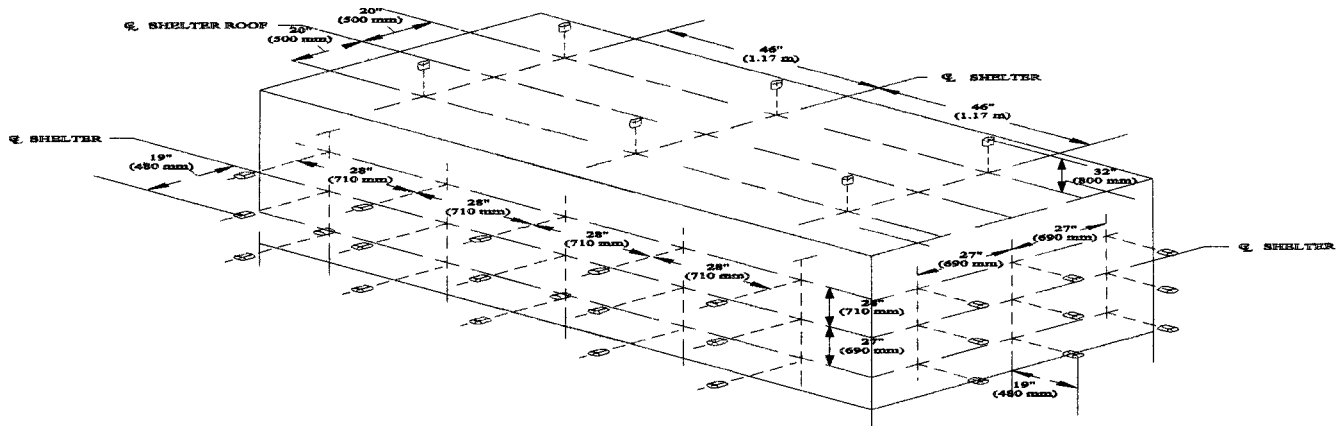 20"
(500 mm)
℄ SHELTER ROOF
20"
(500 mm)
46"
(1.17 m)
℄ SHELTER
46"
(1.17 m)
℄ SHELTER
19"
(480 mm)
28"
(710 mm)
32"
(800 mm)
28"
(710 mm)
28"
(710 mm)
28"
(710 mm)
27"
(690 mm)
27"
(690 mm)
℄ SHELTER
(710 mm)
27"
(690 mm)
19"
(480 mm)